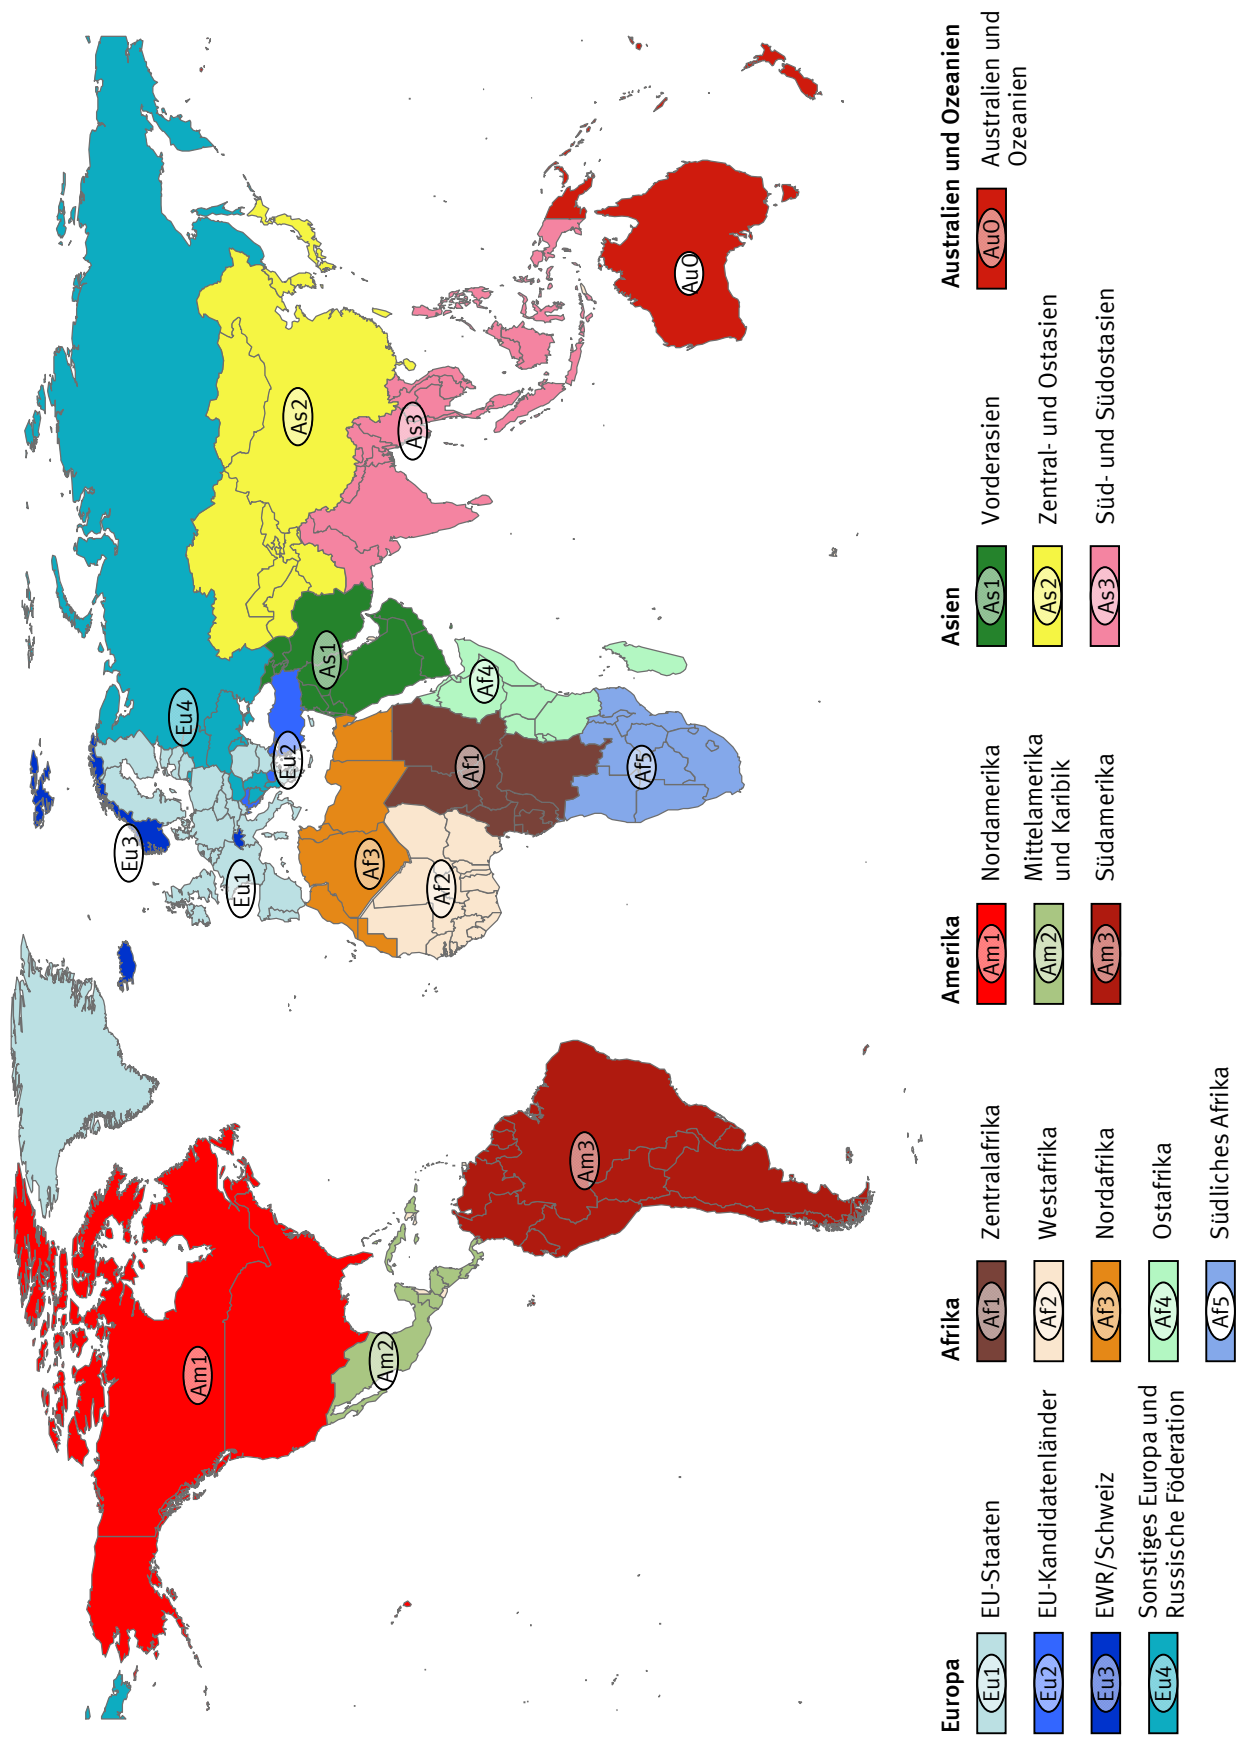 Eu3
Eu4
Am1
Eu1
Eu2
As2
As1
Am2
Af3
As3
Af2
Af1
Af4
Am3
Af5
AuO
Europa
Eu1 EU-Staaten
Eu2 EU-Kandidatenländer
Eu3 EWR/Schweiz
Eu4 Sonstiges Europa und
Russische Föderation
Afrika
Af1 Zentralafrika
Af2 Westafrika
Af3 Nordafrika
Af4 Ostafrika
Af5 Südliches Afrika
Amerika
Am1 Nordamerika
Am2 Mittelamerika
und Karibik
Am3 Südamerika
Asien
As1 Vorderasien
As2 Zentral- und Ostasien
As3 Süd- und Südostasien
Australien und Ozeanien
AuO Australien und
Ozeanien